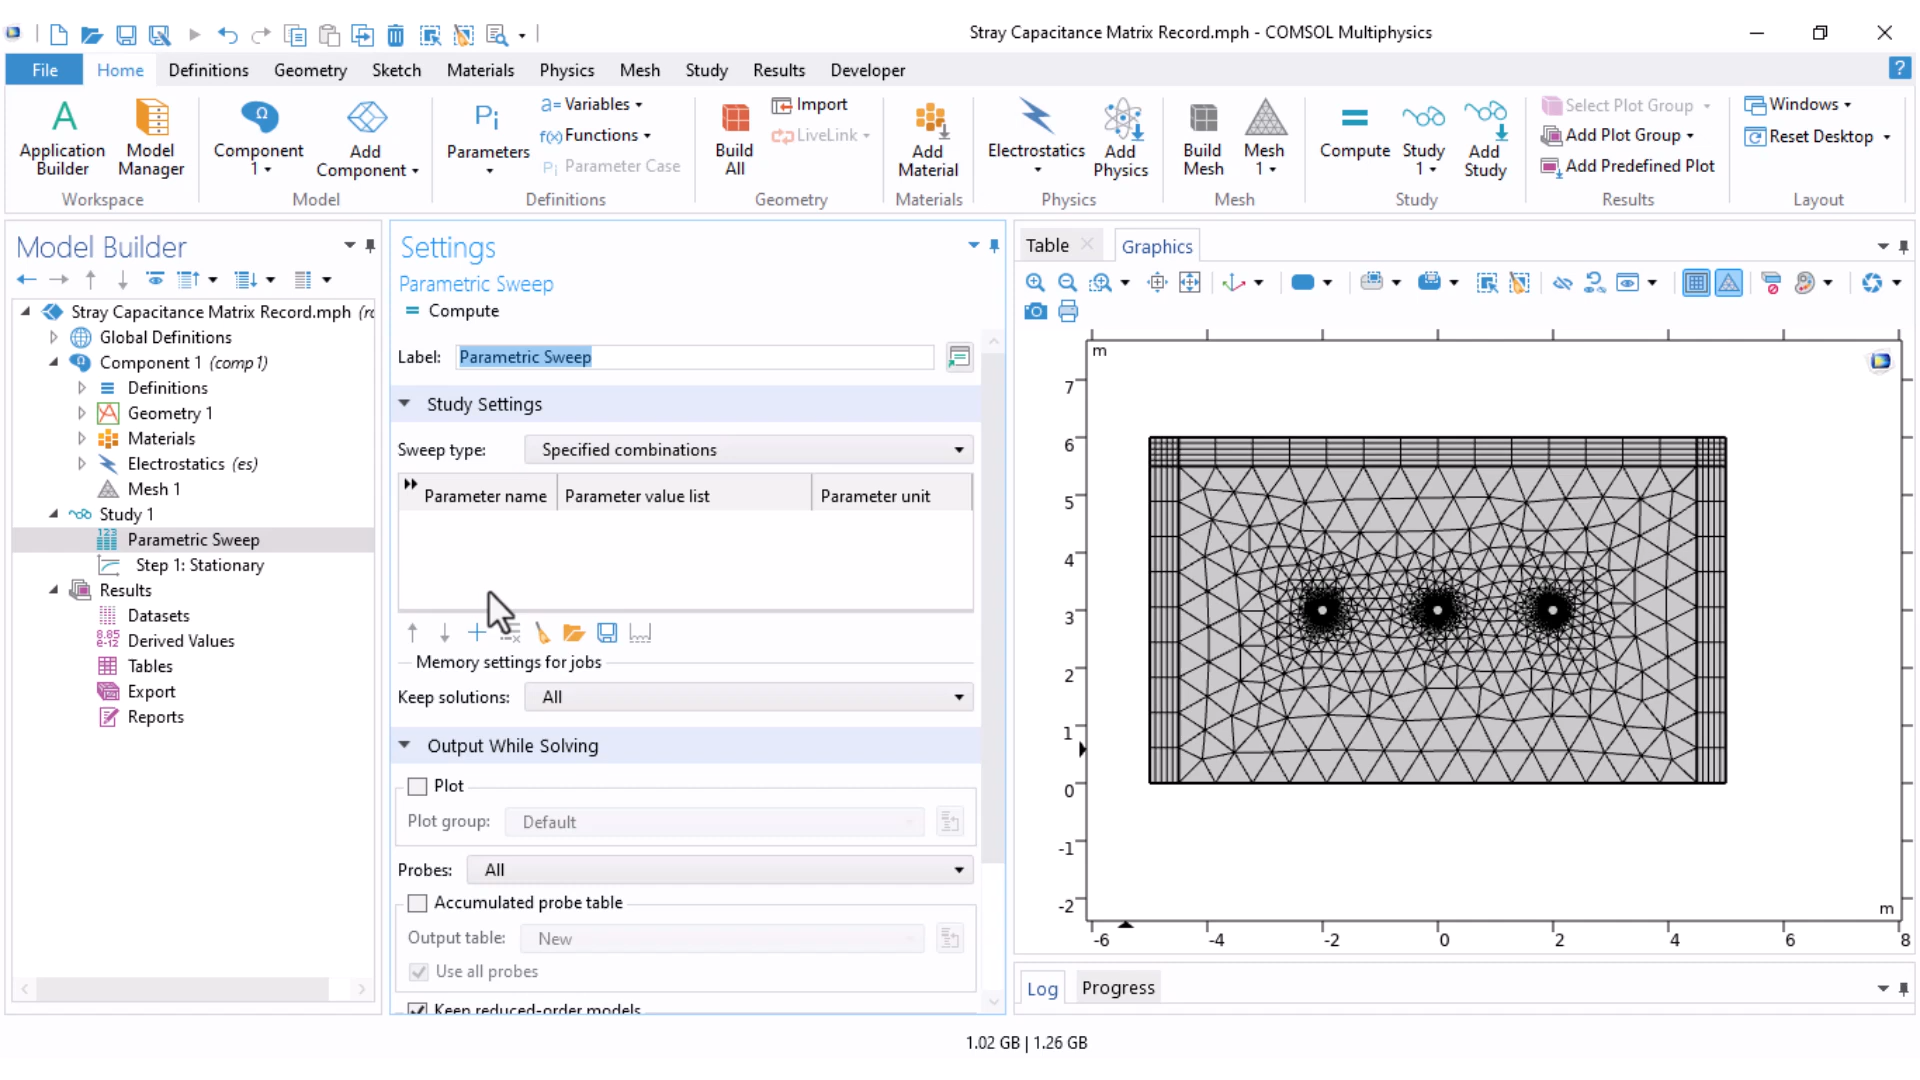 Stray Capacitance Matrix Record.mph - COMSOL Multiphysics
File Home Definitions Geometry Sketch Materials Physics Mesh Study Results Developer
Application Builder
Model Manager
Workspace
Component 1
Add Component
Model
Pi
Parameters
a= Variables
f(x) Functions
Pi Parameter Case
Definitions
Build All
Import
LiveLink
Geometry
Add Material
Materials
Electrostatics
Add Physics
Physics
Build Mesh
Mesh 1
Mesh
Compute
Study 1
Add Study
Study
Select Plot Group
Add Plot Group
Add Predefined Plot
Results
Windows
Reset Desktop
Layout
Model Builder
Stray Capacitance Matrix Record.mph
Global Definitions
Component 1 (comp1)
Definitions
Geometry 1
Materials
Electrostatics (es)
Mesh 1
Study 1
Parametric Sweep
Step 1: Stationary
Results
Datasets
8.85 e-12 Derived Values
Tables
Export
Reports
Settings
Parametric Sweep
= Compute
Label: Parametric Sweep
Study Settings
Sweep type: Specified combinations
Parameter name Parameter value list Parameter unit
Memory settings for jobs
Keep solutions: All
Output While Solving
Plot
Plot group: Default
Probes: All
Accumulated probe table
Output table: New
Use all probes
Keep reduced-order models
Table Graphics
m
7
6
5
4
3
2
1
0
-1
-2
m
-6 -4 -2 0 2 4 6 8
Log Progress
1.02 GB | 1.26 GB